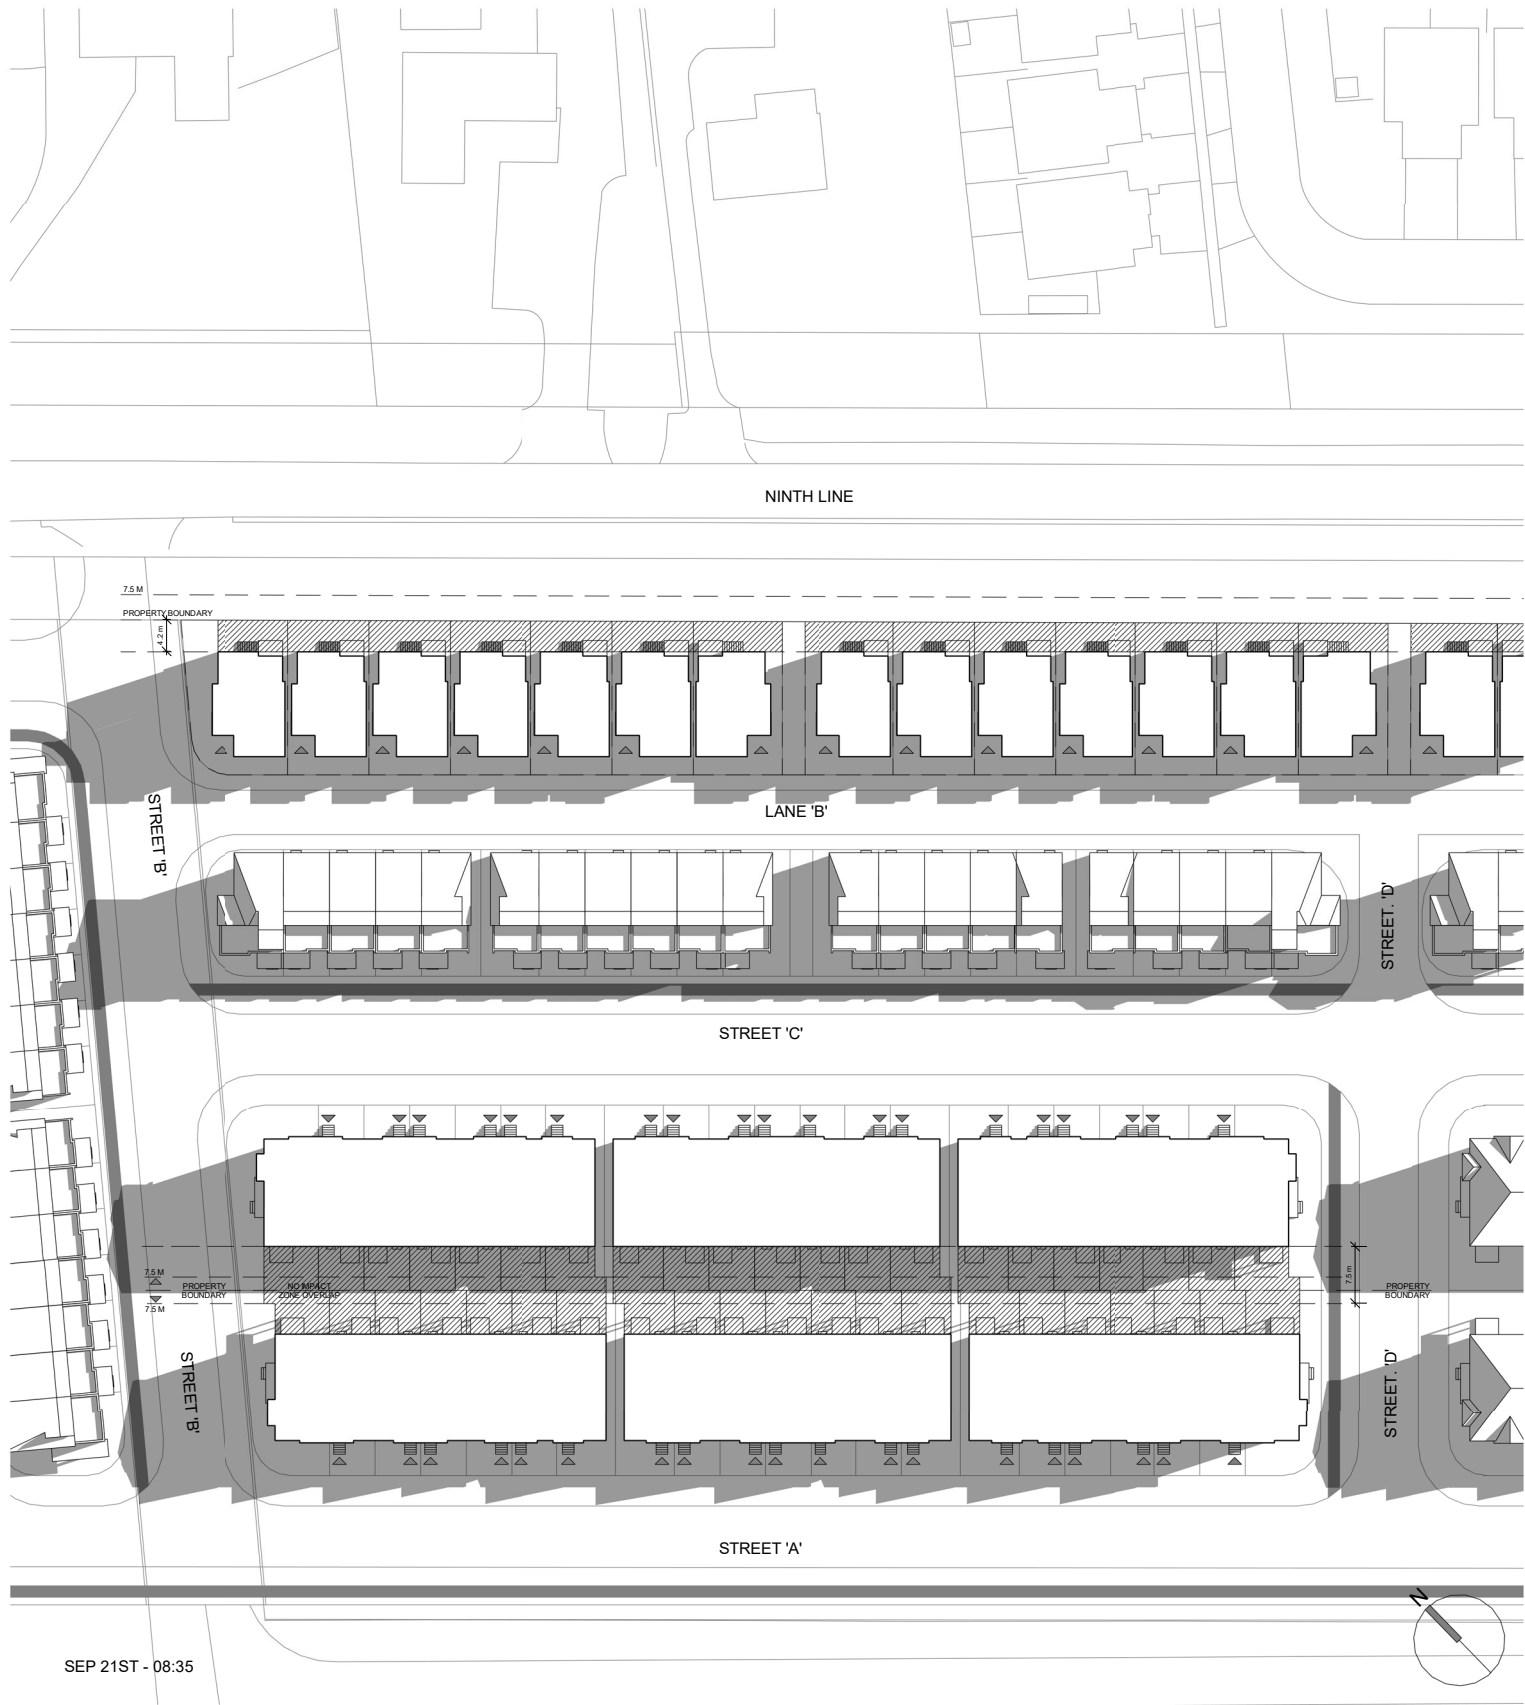 NINTH LINE
7.5 M
PROPERTY BOUNDARY
4.2 m
STREET 'B'
LANE 'B'
STREET. 'D'
STREET 'C'
7.5 M
PROPERTY
BOUNDARY
NO IMPACT
ZONE OVERLAP
7.5 M
7.5 m
PROPERTY
BOUNDARY
STREET 'B'
STREET. 'D'
STREET 'A'
N
SEP 21ST - 08:35